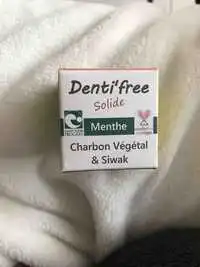 Denti'free
Solide
Menthe
Charbon Végétal
& Siwak